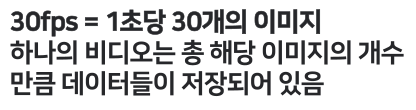 30fps = 1초당 30개의 이미지
하나의 비디오는 총 해당 이미지의 개수
만큼 데이터들이 저장되어 있음